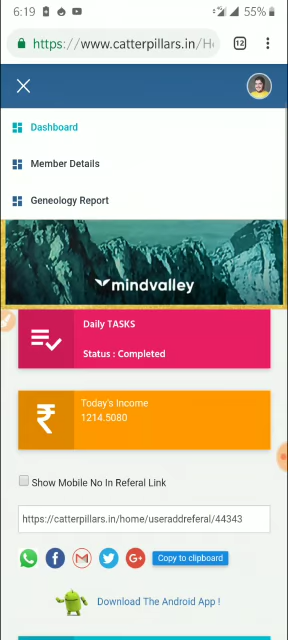 6:19
55%
https://www.catterpillars.in/H
12
Dashboard
Member Details
Geneology Report
mindvalley
Daily TASKS
Status : Completed
Today's Income
1214.5080
Show Mobile No In Referal Link
https://catterpillars.in/home/useraddreferal/44343
Copy to clipboard
Download The Android App !